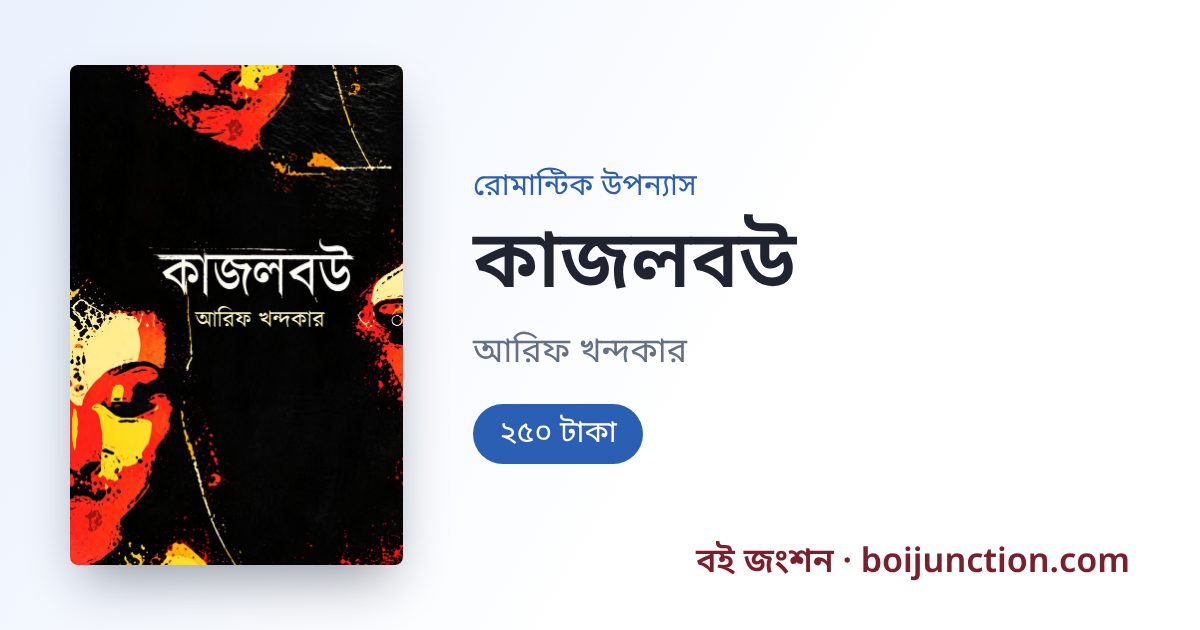 কাজলবউ
আরিফ খন্দকার
রোমান্টিক উপন্যাস
কাজলবউ
আরিফ খন্দকার
২৫০ টাকা
বই জংশন · boijunction.com